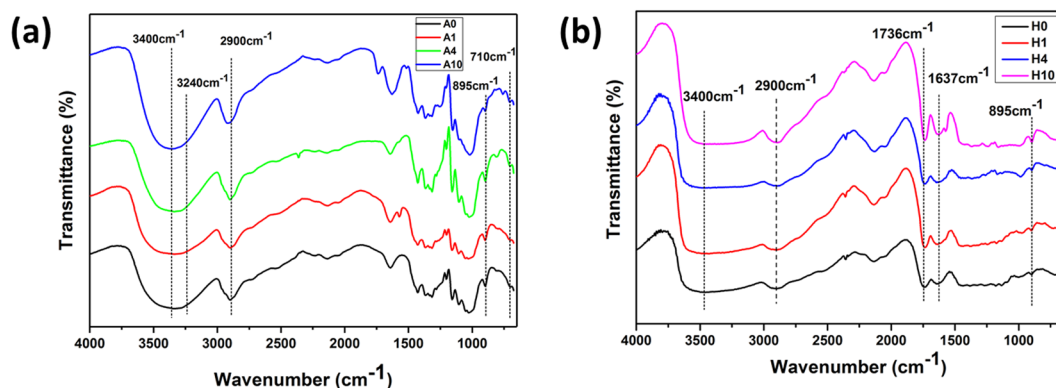 (a)
3400cm-1
3240cm-1
2900cm-1
A0
A1
A4
A10
710cm-1
895cm-1
Transmittance (%)
4000 3500 3000 2500 2000 1500 1000
Wavenumber (cm-1)
(b)
3400cm-1
2900cm-1
1736cm-1
1637cm-1
H0
H1
H4
H10
895cm-1
Transmittance (%)
4000 3500 3000 2500 2000 1500 1000
Wavenumber (cm-1)